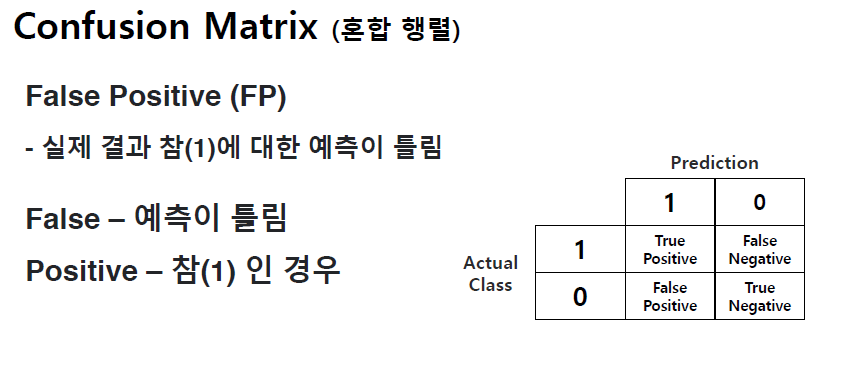 Confusion Matrix (혼합 행렬)
False Positive (FP)
- 실제 결과 참(1)에 대한 예측이 틀림
False – 예측이 틀림
Positive – 참(1) 인 경우
Prediction
1 0
Actual
Class
1
True
Positive
False
Negative
0
False
Positive
True
Negative